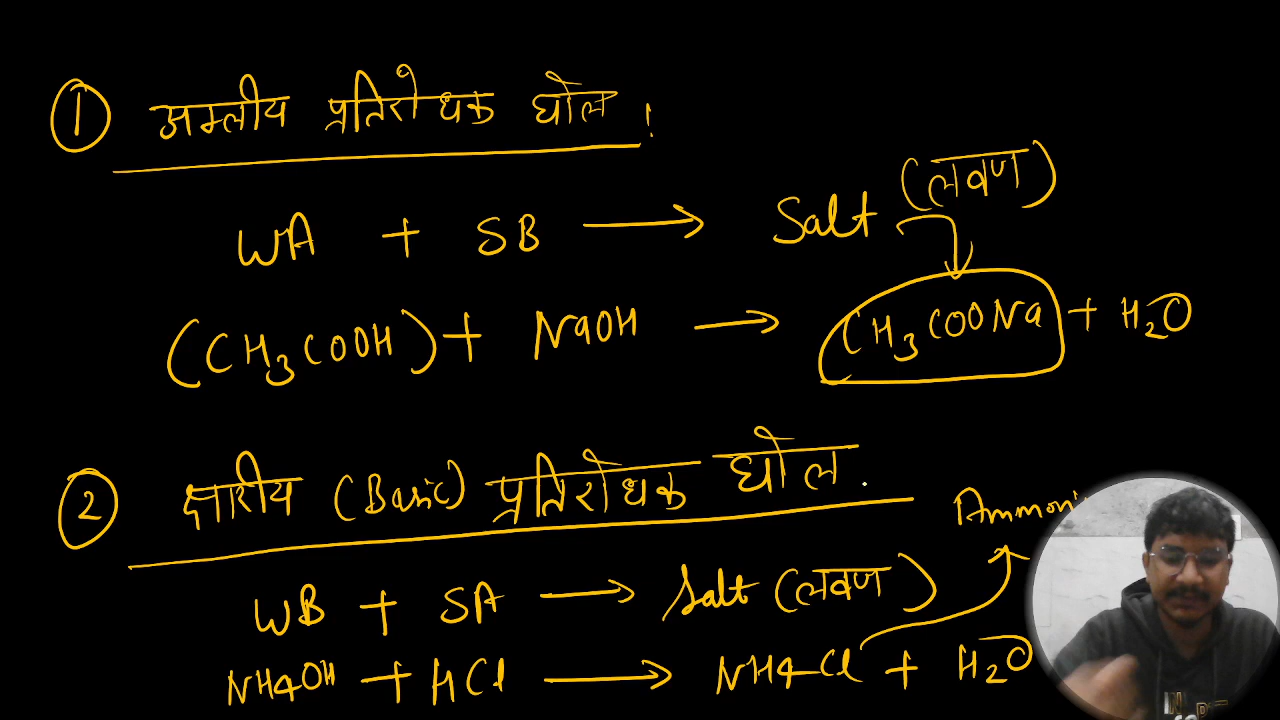 ① अम्लीय प्रतिरोधक घोल !
WA + SB → Salt (लवण)
(CH3COOH) + NaOH → CH3COONa + H2O
② क्षारीय (Basic) प्रतिरोधक घोल .
Ammoni
WB + SA → Salt (लवण)
NH4OH + HCl → NH4Cl + H2O